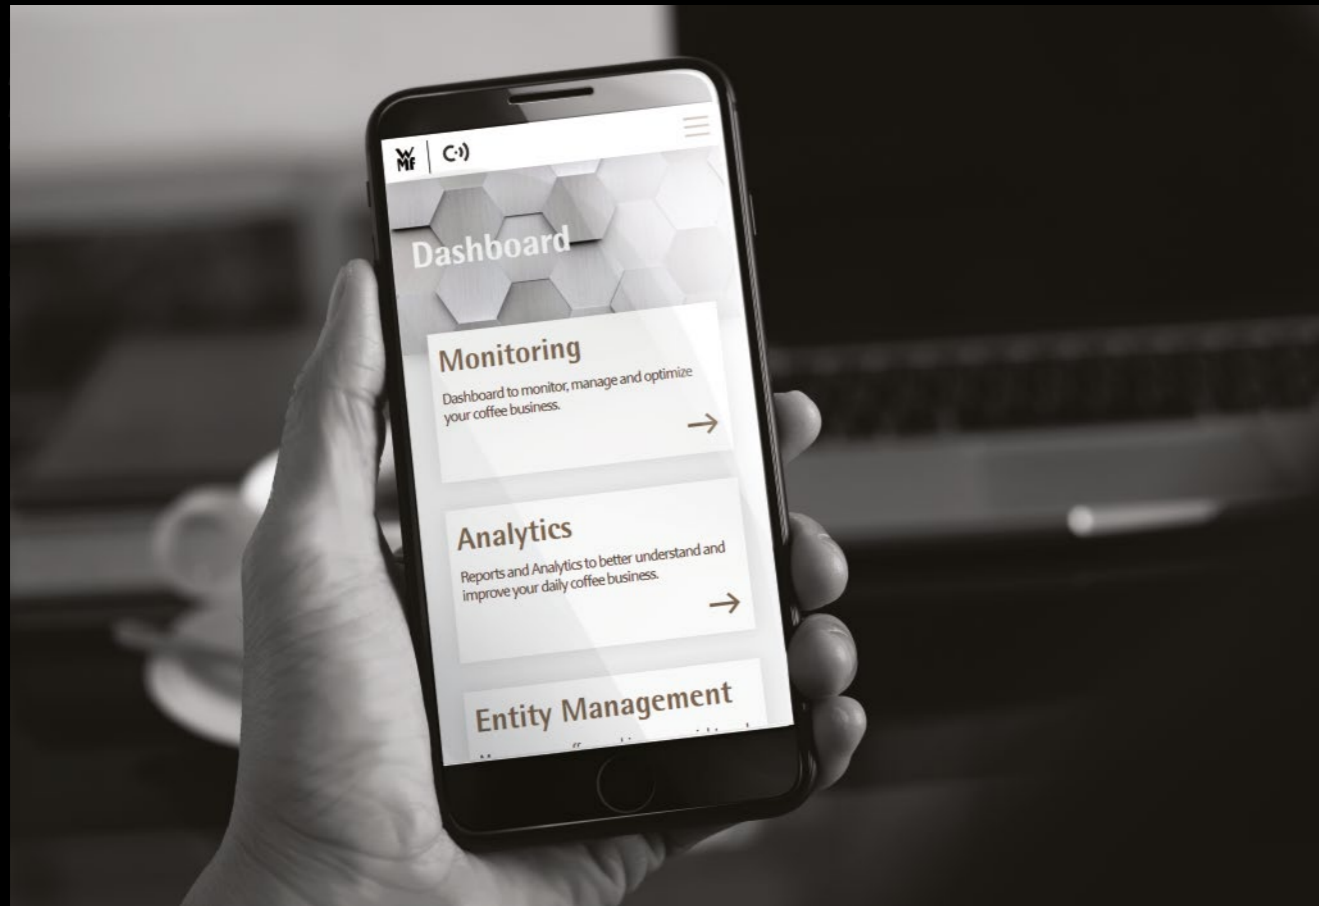 WMF
Dashboard
Monitoring
Dashboard to monitor, manage and optimize
your coffee business.
Analytics
Reports and Analytics to better understand and
improve your daily coffee business.
Entity Management